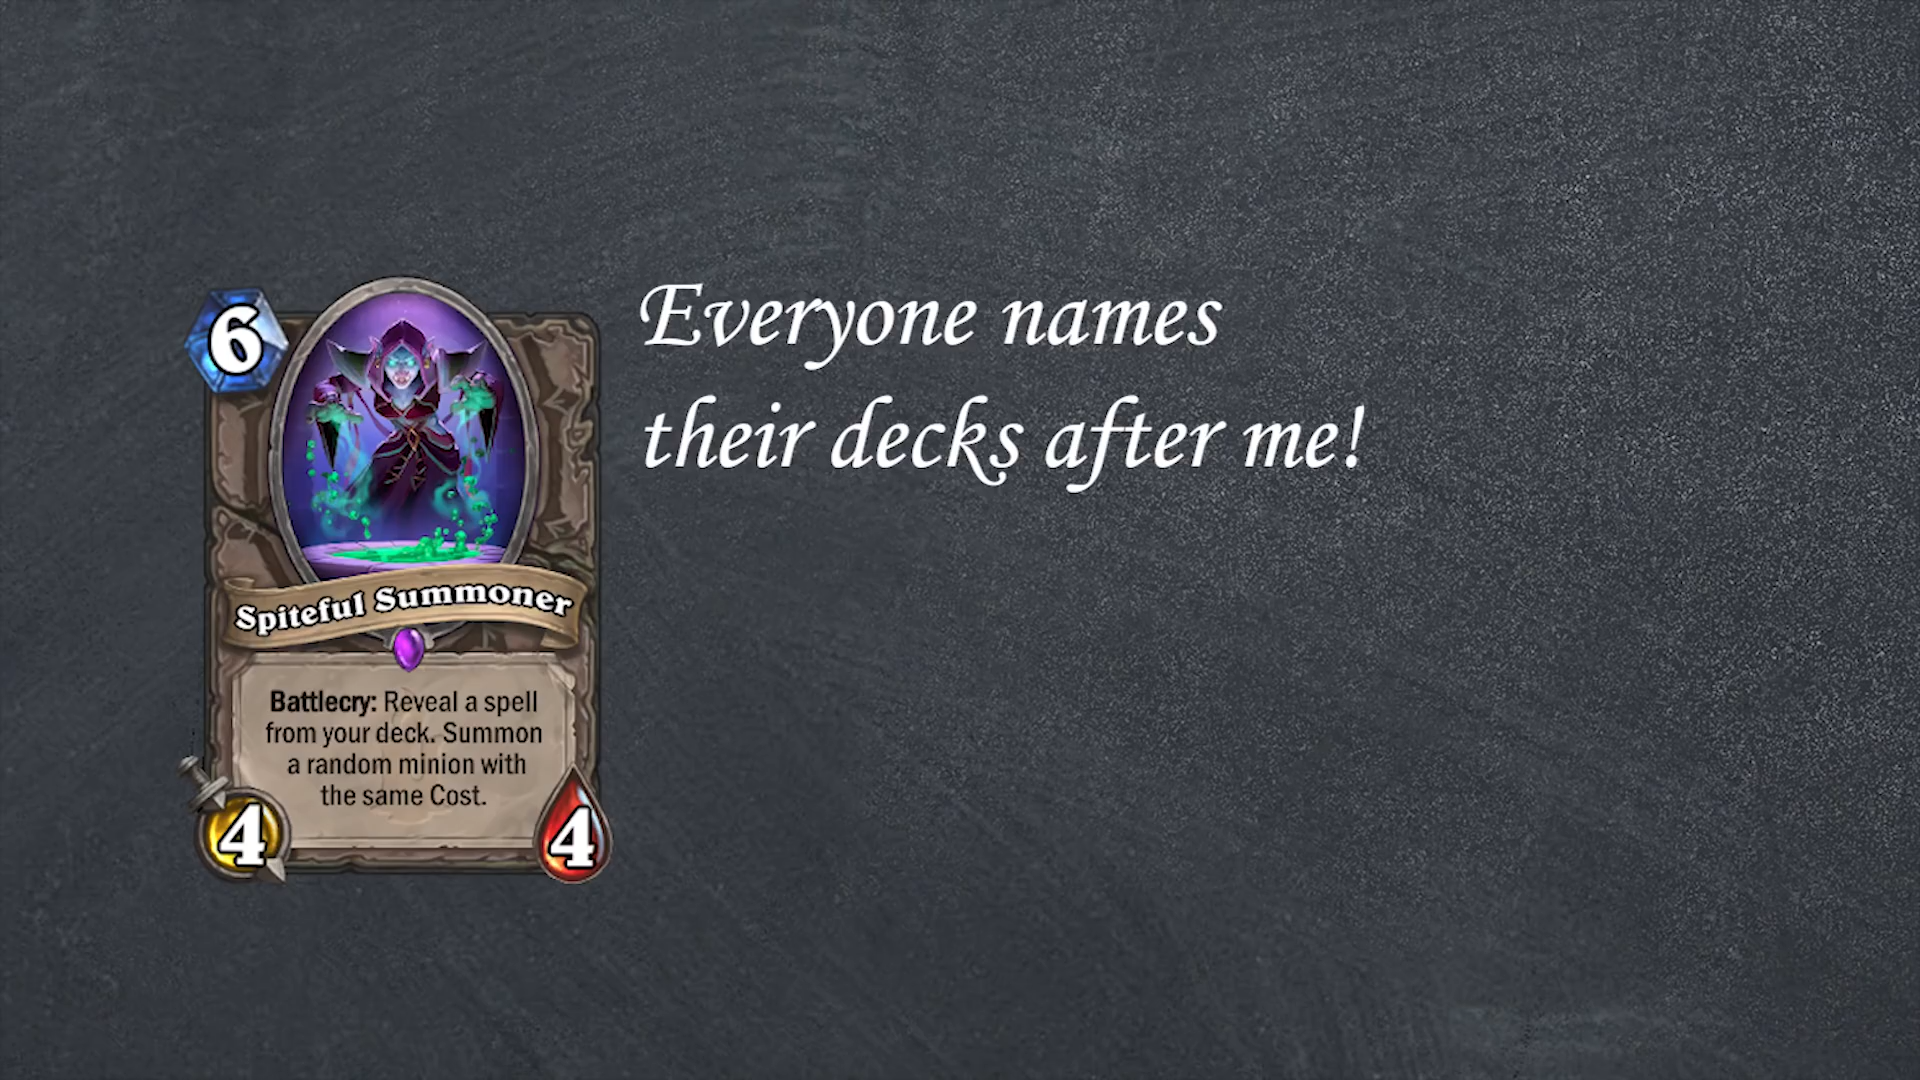 6
Everyone names
their decks after me!
Spiteful Summoner
Battlecry: Reveal a spell
from your deck. Summon
a random minion with
the same Cost.
4
4